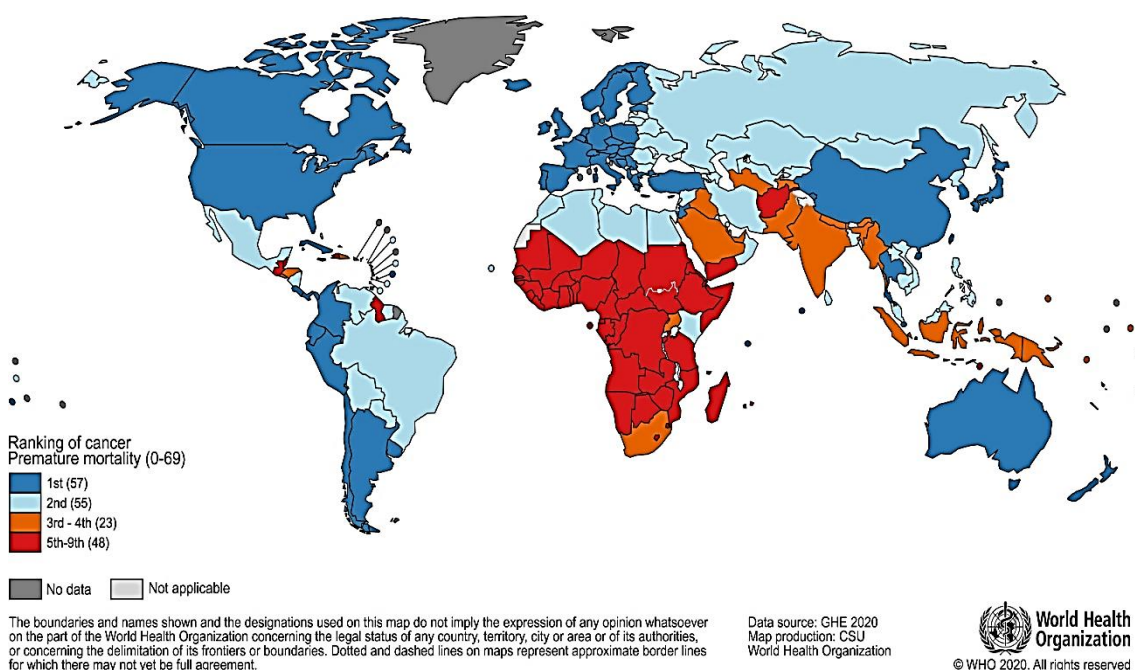 Ranking of cancer
Premature mortality (0-69)
1st (57)
2nd (55)
3rd - 4th (23)
5th-9th (48)
No data
Not applicable
The boundaries and names shown and the designations used on this map do not imply the expression of any opinion whatsoever
on the part of the World Health Organization concerning the legal status of any country, territory, city or area or of its authorities,
or concerning the delimitation of its frontiers or boundaries. Dotted and dashed lines on maps represent approximate border lines
for which there may not yet be full agreement.
Data source: GHE 2020
Map production: CSU
World Health Organization
World Health
Organization
© WHO 2020. All rights reserved